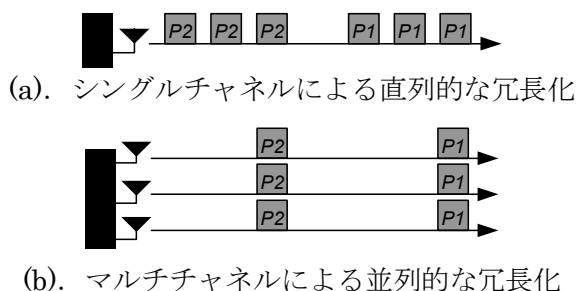 P2 P2 P2 P1 P1 P1
(a). シングルチャネルによる直列的な冗長化
P2 P1
P2 P1
P2 P1
(b). マルチチャネルによる並列的な冗長化